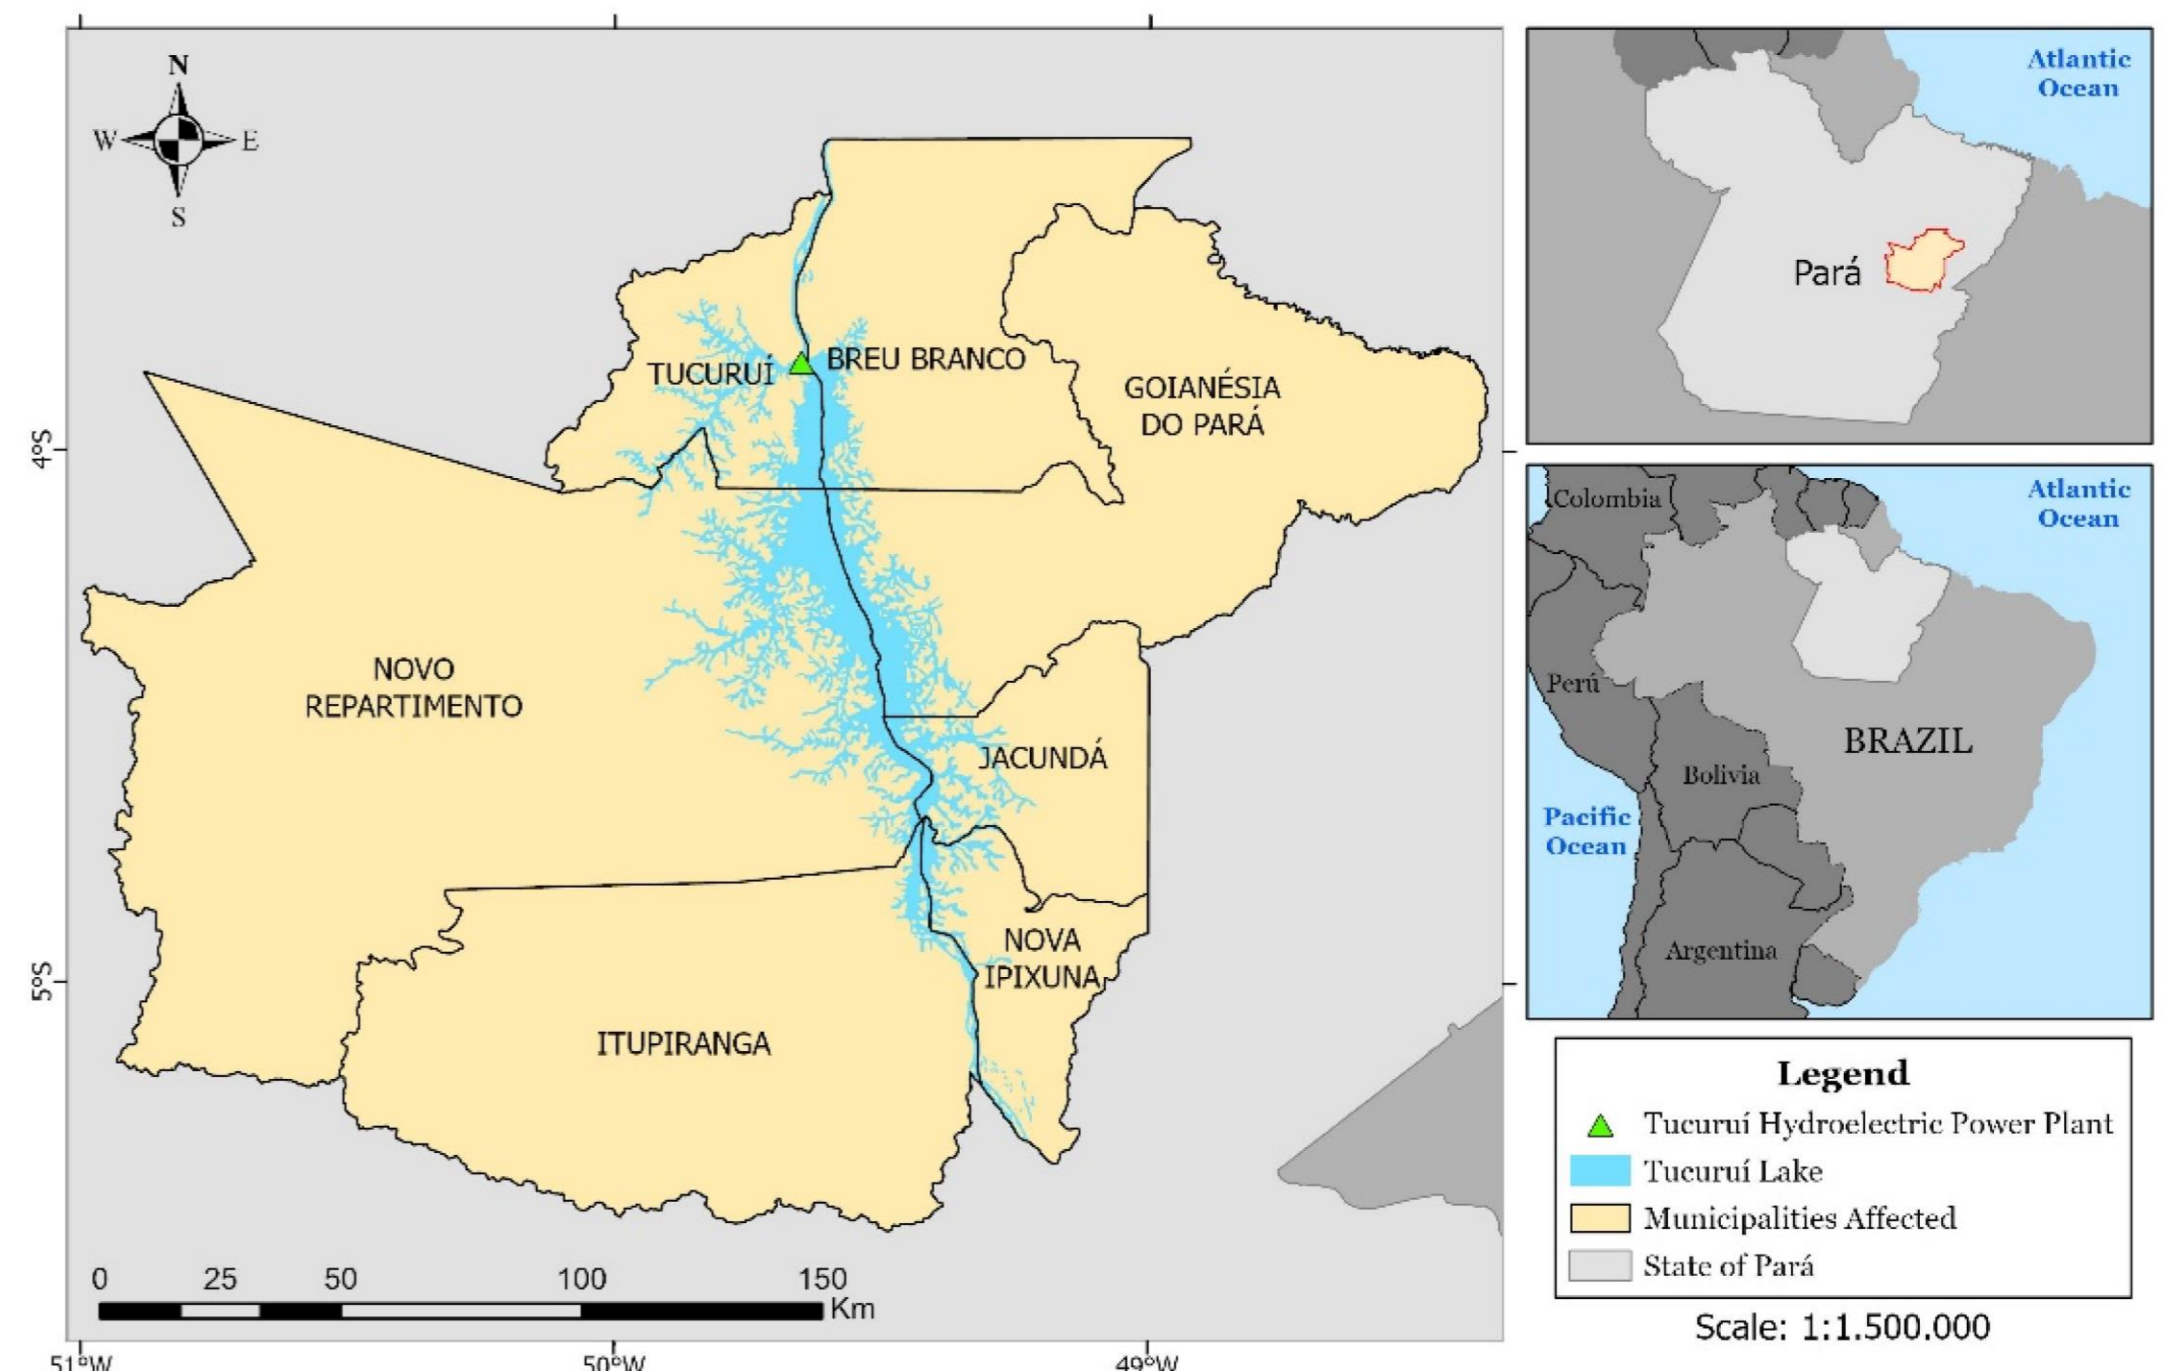 N
W E
S
TUCURUÍ
BREU BRANCO
GOIANÉSIA
DO PARÁ
NOVO
REPARTIMENTO
JACUNDÁ
NOVA
IPIXUNA
ITUPIRANGA
4°S
5°S
0 25 50 100 150
Km
51°W 50°W 49°W
Atlantic
Ocean
Pará
Colombia
Atlantic
Ocean
Perú
BRAZIL
Bolivia
Pacific
Ocean
Argentina
Legend
Tucuruí Hydroelectric Power Plant
Tucuruí Lake
Municipalities Affected
State of Pará
Scale: 1:1.500.000